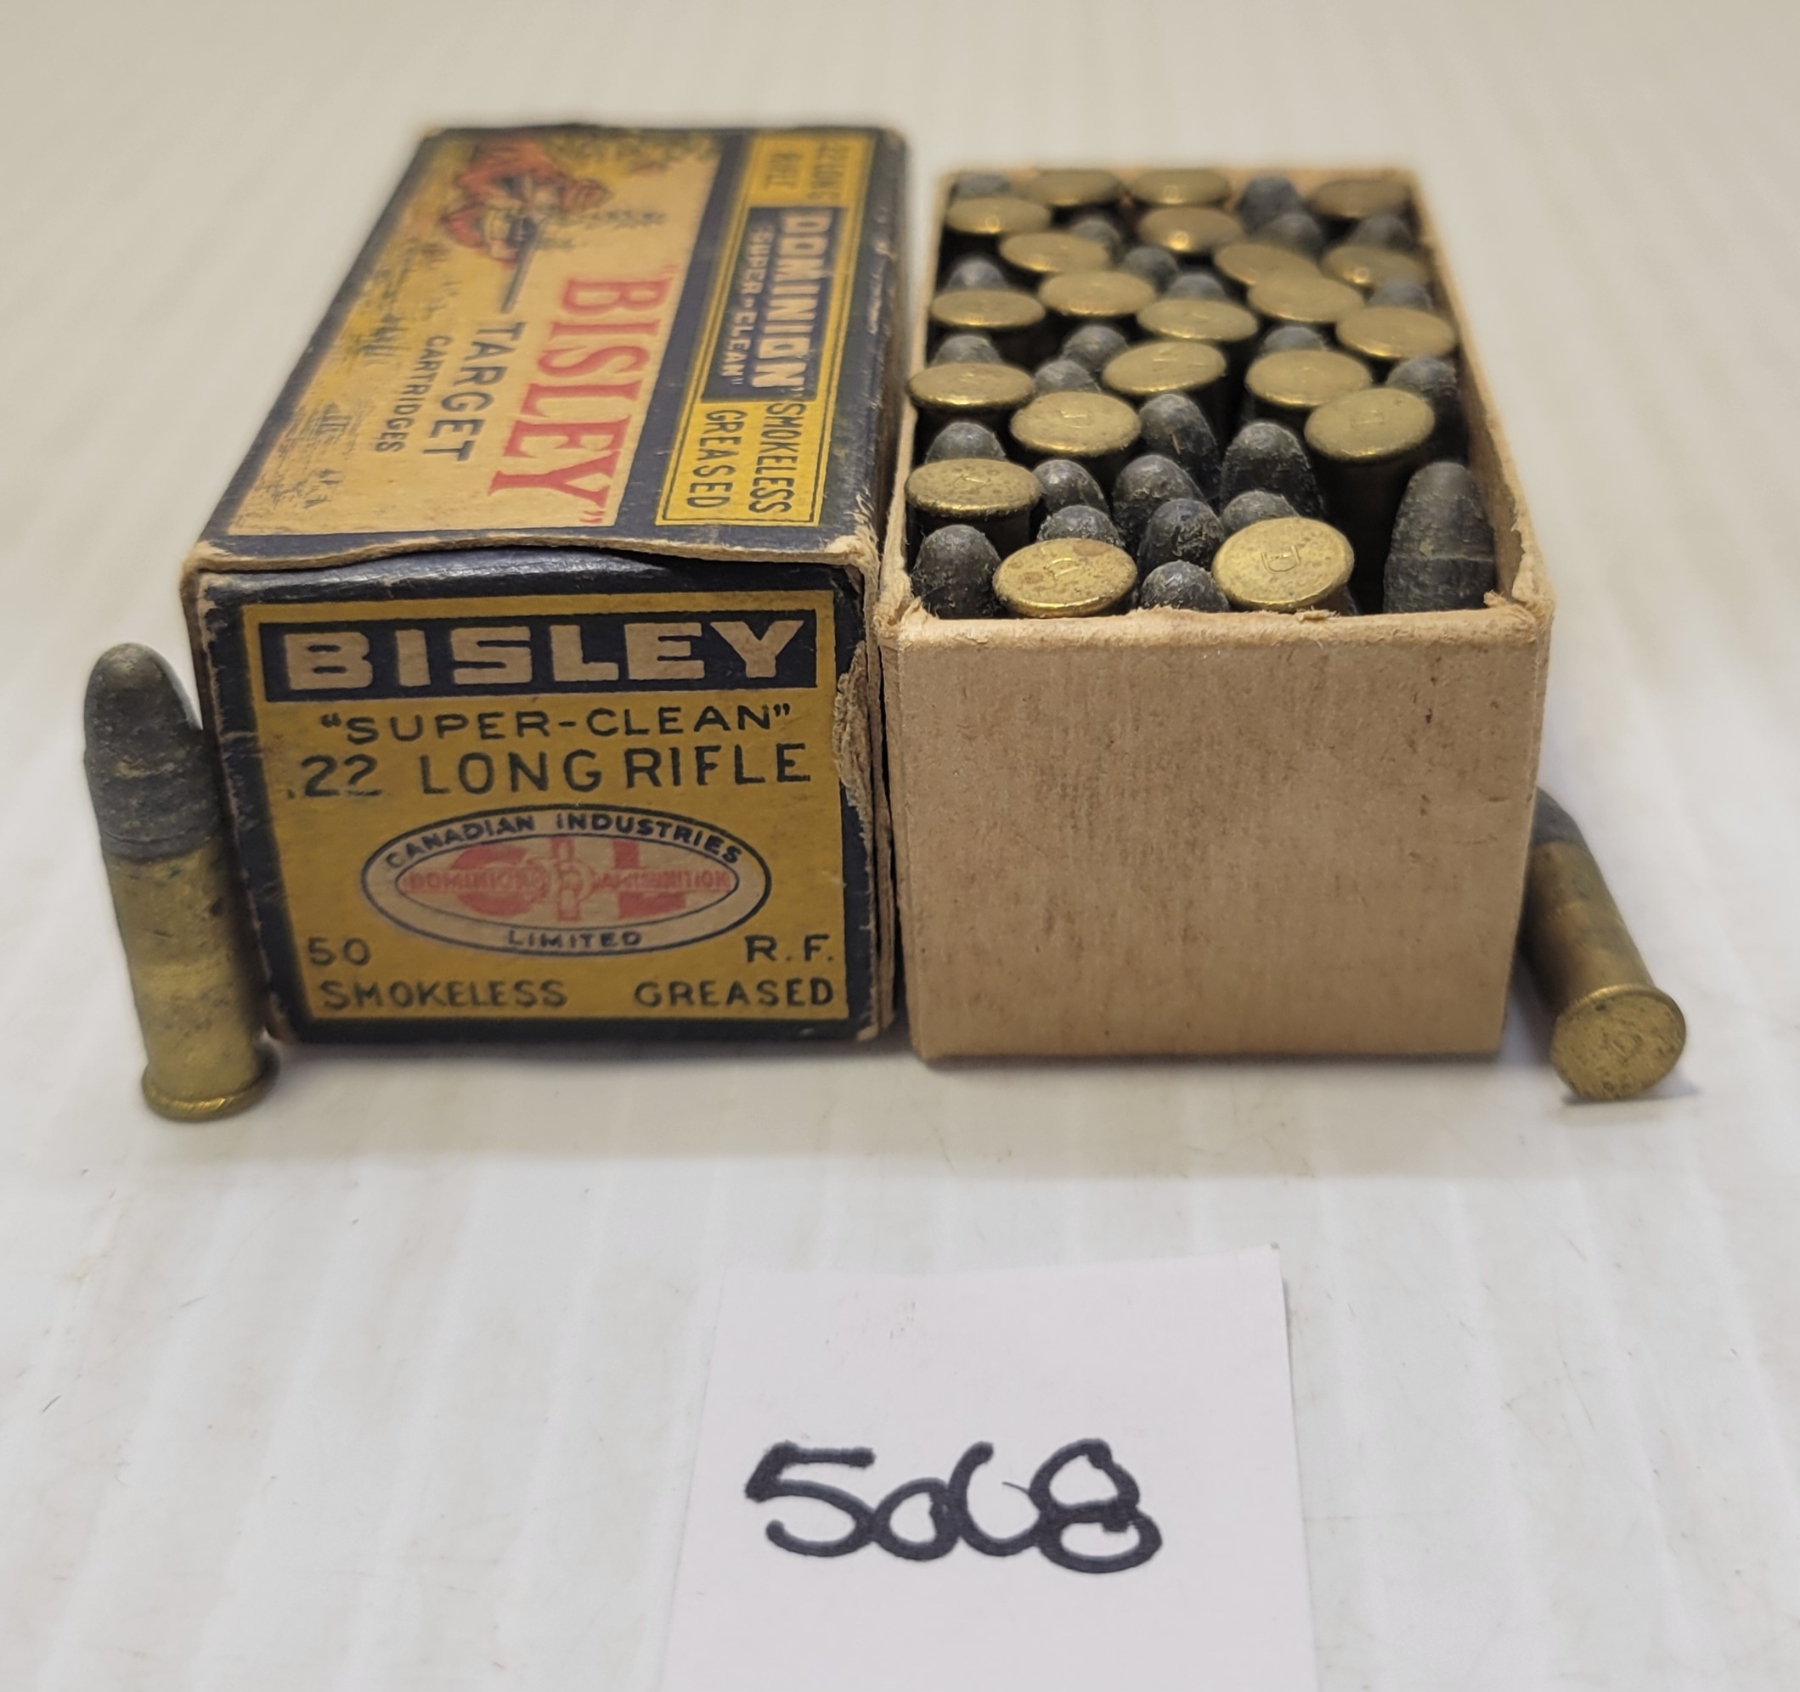 .22 LONG
RIFLE
DOMINION
"SUPER-CLEAN"
SMOKELESS
GREASED
"BISLEY"
TARGET
CARTRIDGES
BISLEY
"SUPER-CLEAN"
.22 LONG RIFLE
CANADIAN INDUSTRIES
DOMINION AMMUNITION
LIMITED
50 R.F.
SMOKELESS GREASED
D
D
D
5068